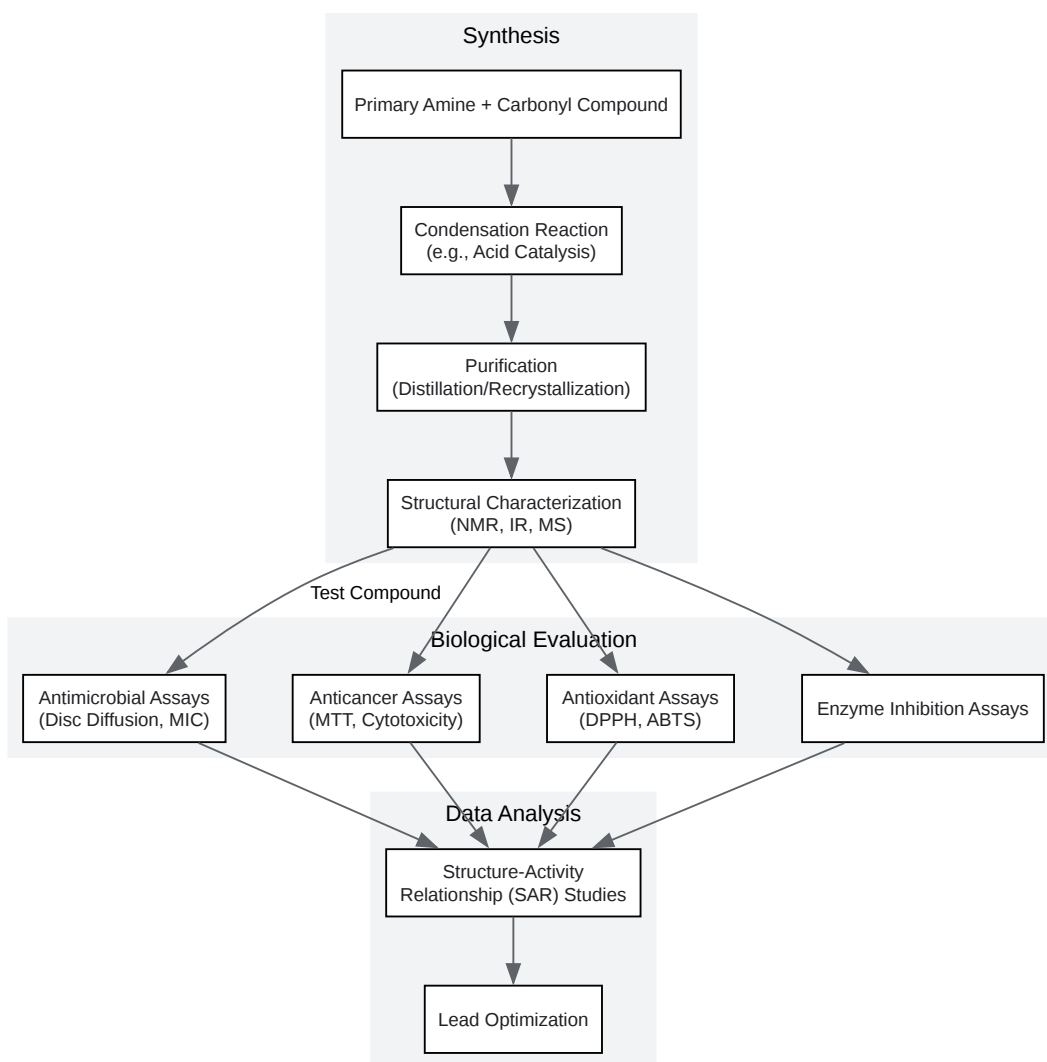 Synthesis
Primary Amine + Carbonyl Compound
Condensation Reaction
(e.g., Acid Catalysis)
Purification
(Distillation/Recrystallization)
Structural Characterization
(NMR, IR, MS)
Test Compound
Biological Evaluation
Antimicrobial Assays
(Disc Diffusion, MIC)
Anticancer Assays
(MTT, Cytotoxicity)
Antioxidant Assays
(DPPH, ABTS)
Enzyme Inhibition Assays
Data Analysis
Structure-Activity
Relationship (SAR) Studies
Lead Optimization